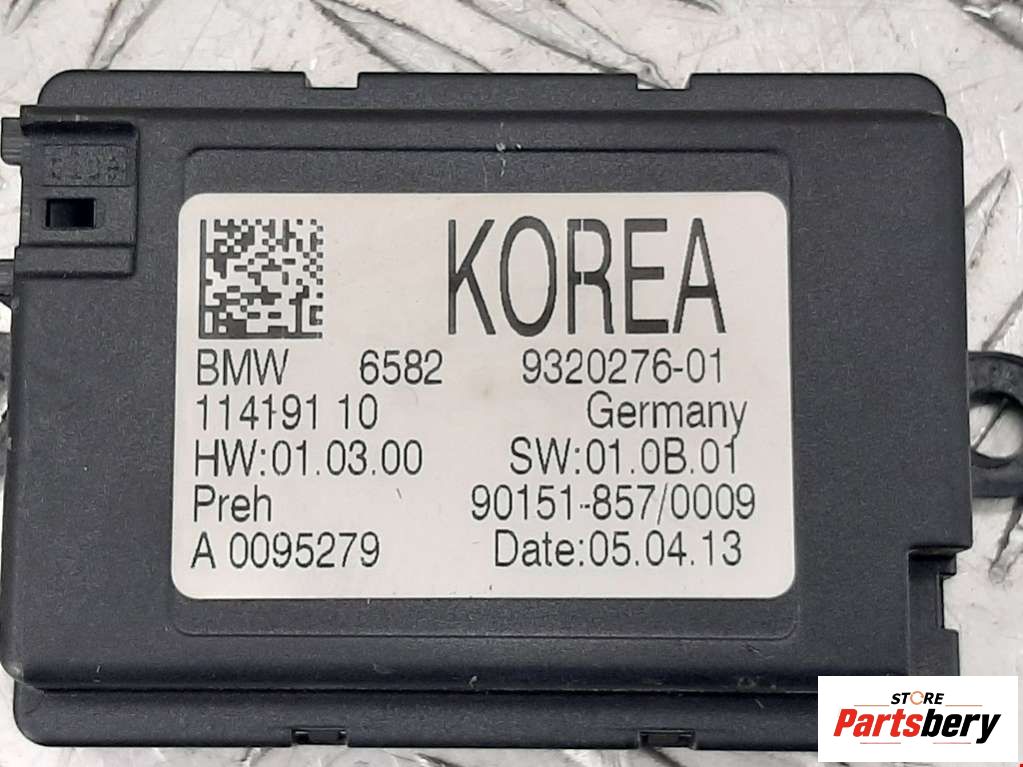 KOREA
BMW 6582 9320276-01
114191 10 Germany
HW:01.03.00 SW:01.0B.01
Preh 90151-857/0009
A 0095279 Date:05.04.13
STORE
Partsbery